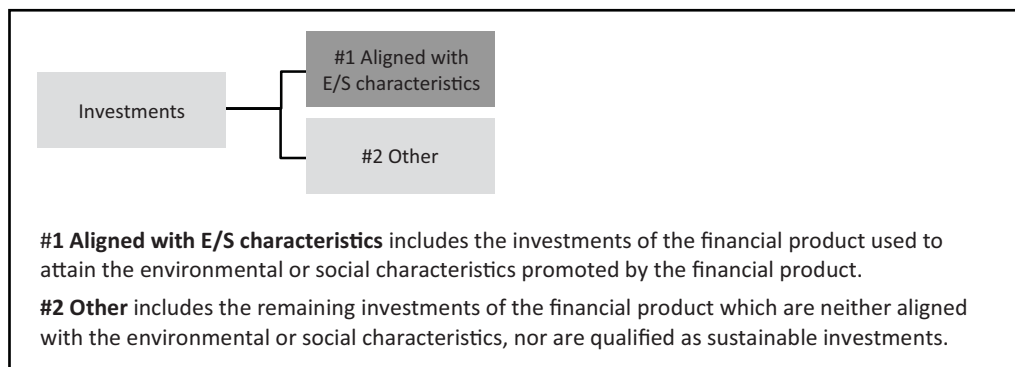 #1 Aligned with
E/S characteristics
Investments
#2 Other
#1 Aligned with E/S characteristics includes the investments of the financial product used to
attain the environmental or social characteristics promoted by the financial product.
#2 Other includes the remaining investments of the financial product which are neither aligned
with the environmental or social characteristics, nor are qualified as sustainable investments.